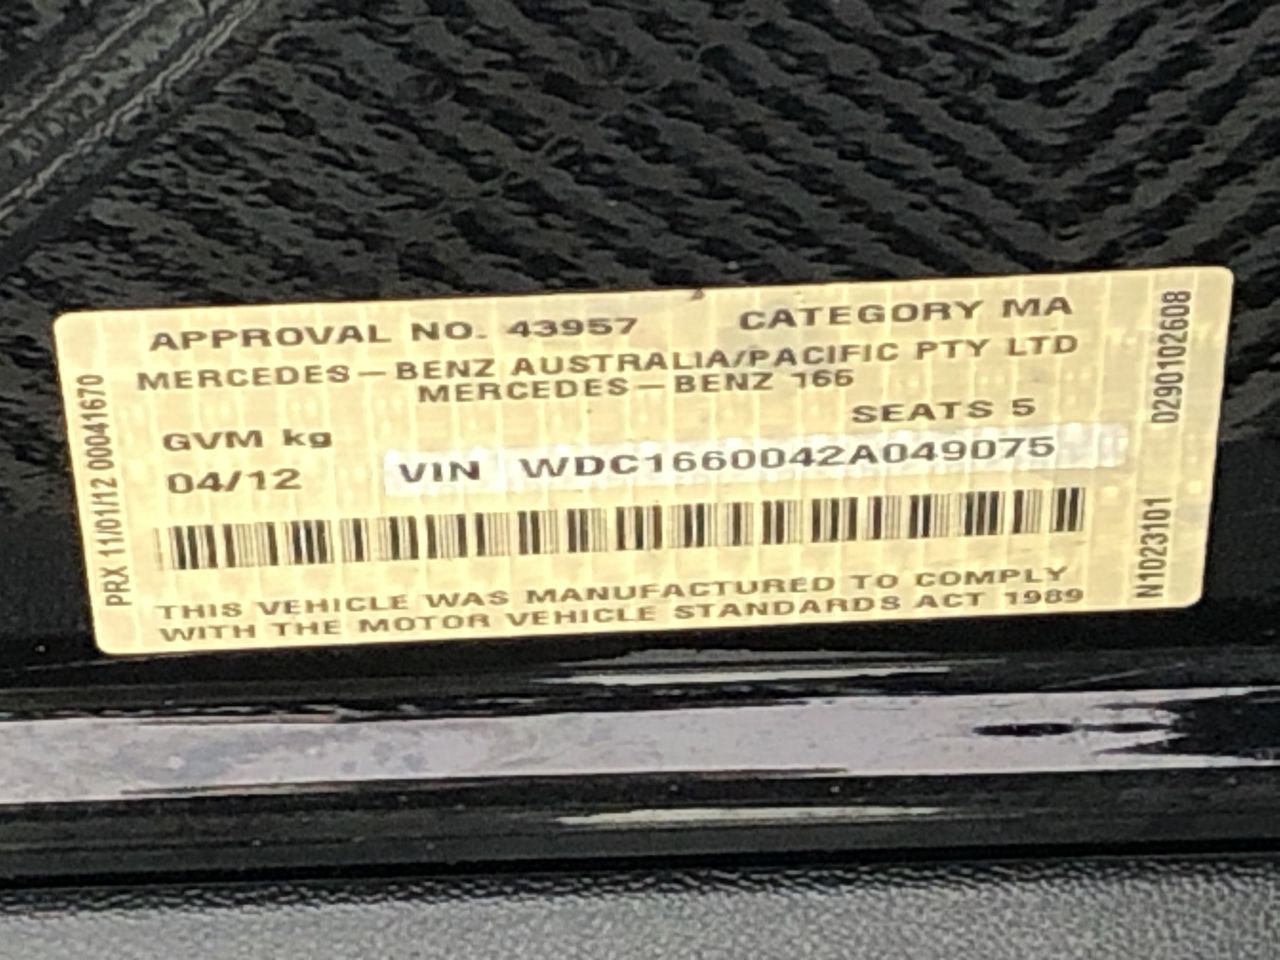 APPROVAL NO. 43957 CATEGORY MA
MERCEDES-BENZ AUSTRALIA/PACIFIC PTY LTD
MERCEDES-BENZ 166
SEATS 5
GVM kg
04/12 VIN WDC1660042A049075
THIS VEHICLE WAS MANUFACTURED TO COMPLY
WITH THE MOTOR VEHICLE STANDARDS ACT 1989
PRX 11/01/12 00041670
N1023101 0290102608